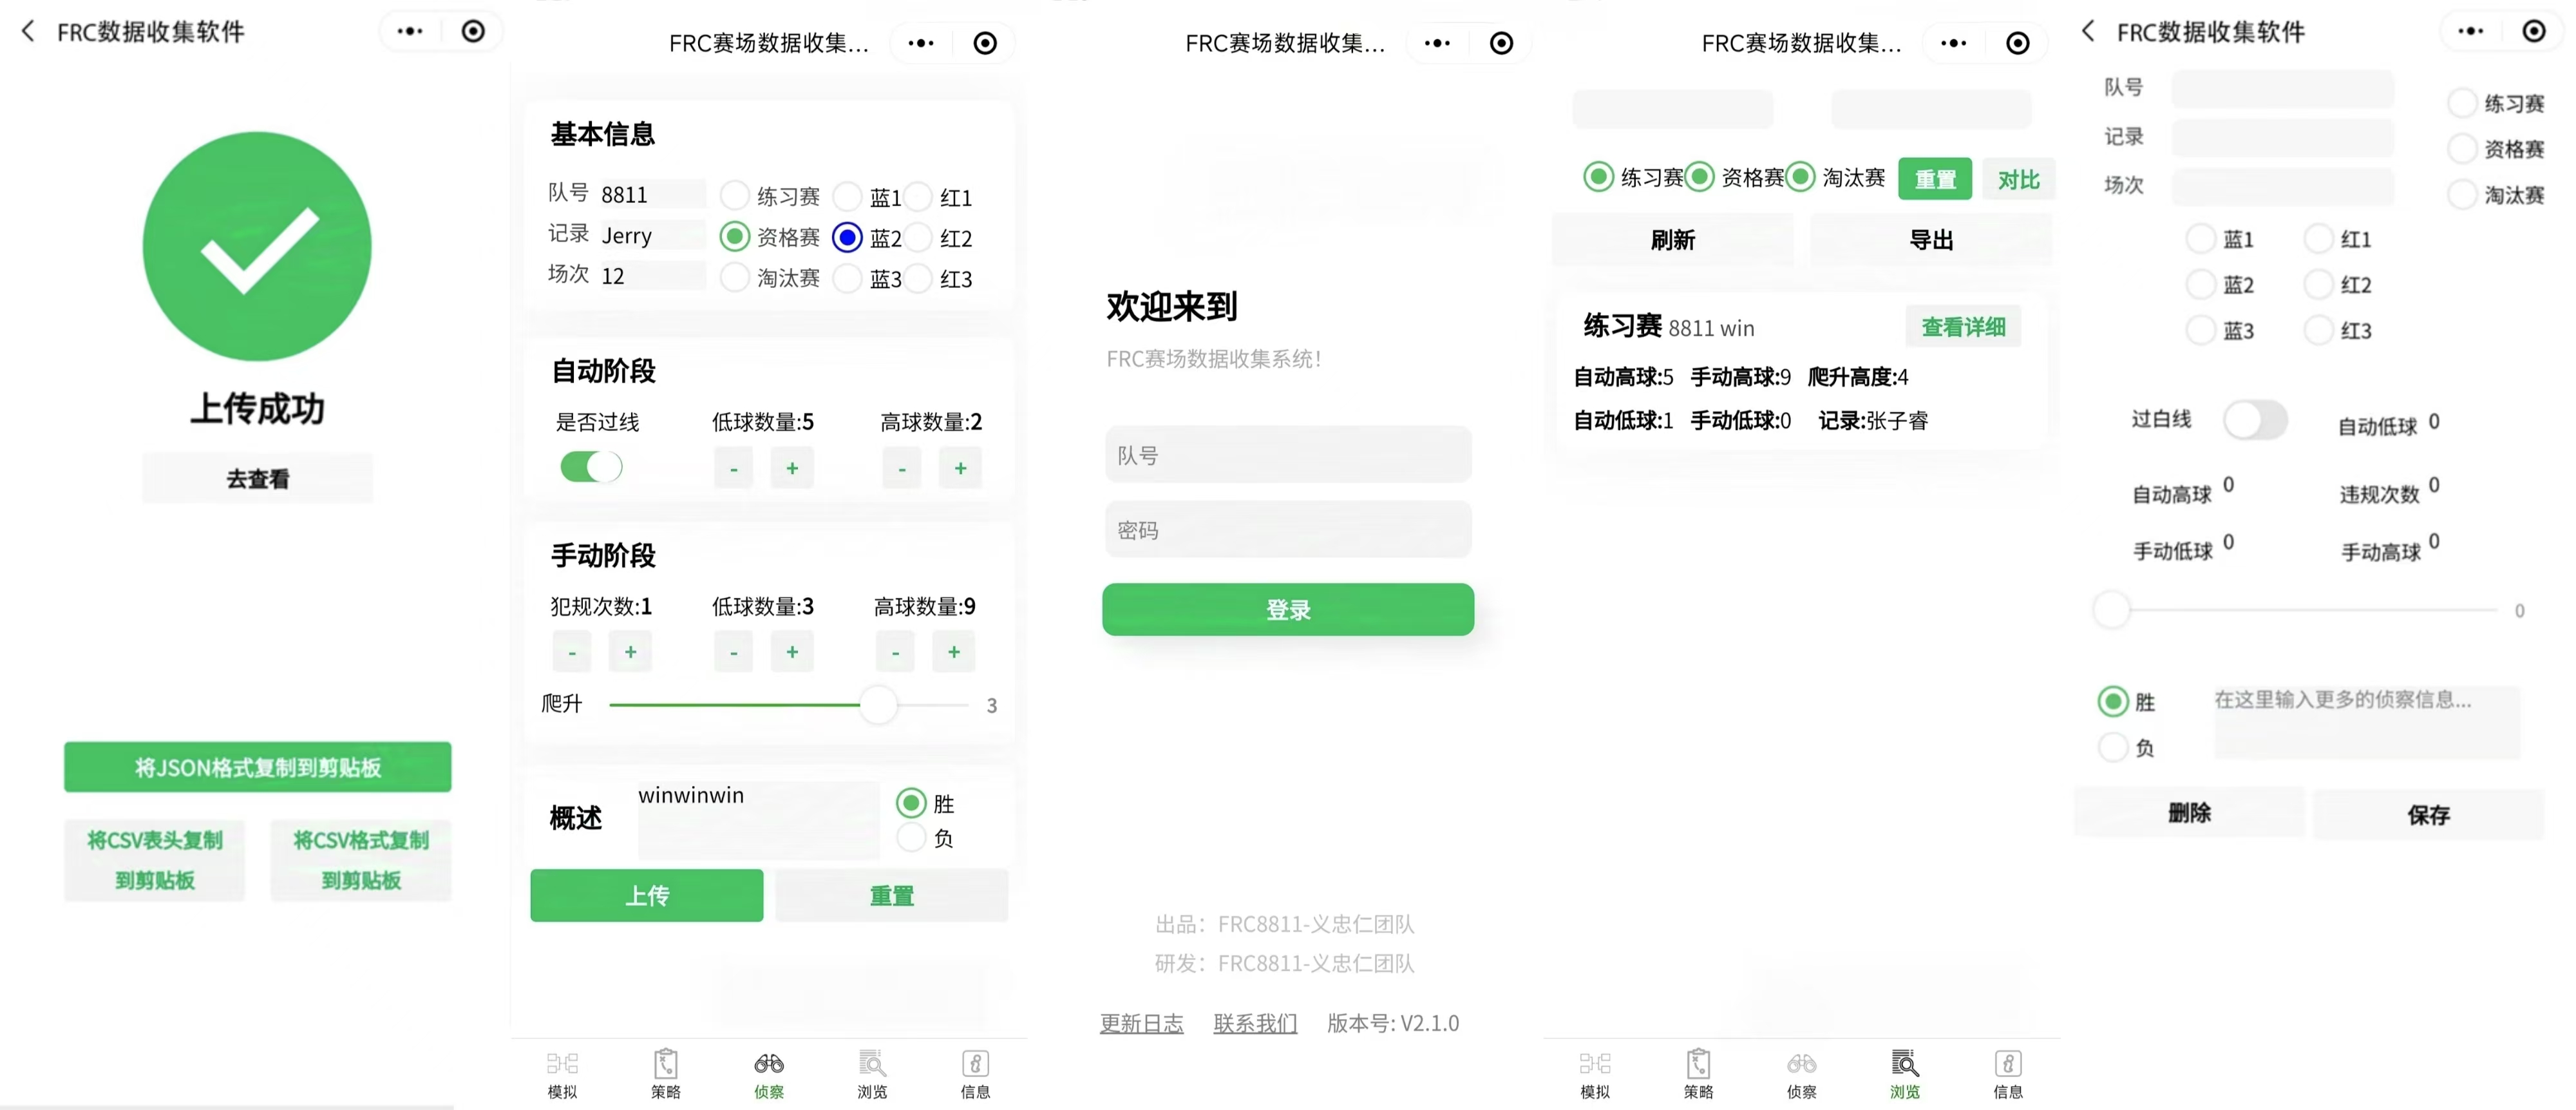 FRC数据收集软件
上传成功
去查看
将JSON格式复制到剪贴板
将CSV表头复制
到剪贴板
将CSV格式复制
到剪贴板
FRC赛场数据收集...
基本信息
队号 8811 练习赛 蓝1 红1
记录 Jerry 资格赛 蓝2 红2
场次 12 淘汰赛 蓝3 红3
自动阶段
是否过线 低球数量:5 高球数量:2
- + - +
手动阶段
犯规次数:1 低球数量:3 高球数量:9
- + - + - +
爬升 3
概述 winwinwin 胜
负
上传 重置
模拟 策略 侦察 浏览 信息
FRC赛场数据收集...
欢迎来到
FRC赛场数据收集系统!
队号
密码
登录
出品：FRC8811-义忠仁团队
研发：FRC8811-义忠仁团队
更新日志 联系我们 版本号: V2.1.0
FRC赛场数据收集...
练习赛 资格赛 淘汰赛 重置 对比
刷新 导出
练习赛 8811 win 查看详细
自动高球:5 手动高球:9 爬升高度:4
自动低球:1 手动低球:0 记录:张子睿
模拟 策略 侦察 浏览 信息
FRC数据收集软件
队号 练习赛
记录 资格赛
场次 淘汰赛
蓝1 红1
蓝2 红2
蓝3 红3
过白线 自动低球 0
自动高球 0 违规次数 0
手动低球 0 手动高球 0
0
胜 在这里输入更多的侦察信息...
负
删除 保存